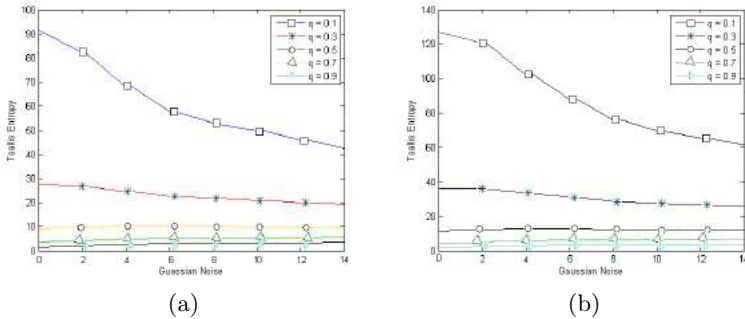 100
90
80
70
60
50
40
30
20
10
0
Tsallis Entropy
0 2 4 6 8 10 12 14
Gaussian Noise
q = 0.1
q = 0.3
q = 0.5
q = 0.7
q = 0.9
(a)
140
120
100
80
60
40
20
0
Tsallis Entropy
0 2 4 6 8 10 12 14
Gaussian Noise
q = 0.1
q = 0.3
q = 0.5
q = 0.7
q = 0.9
(b)